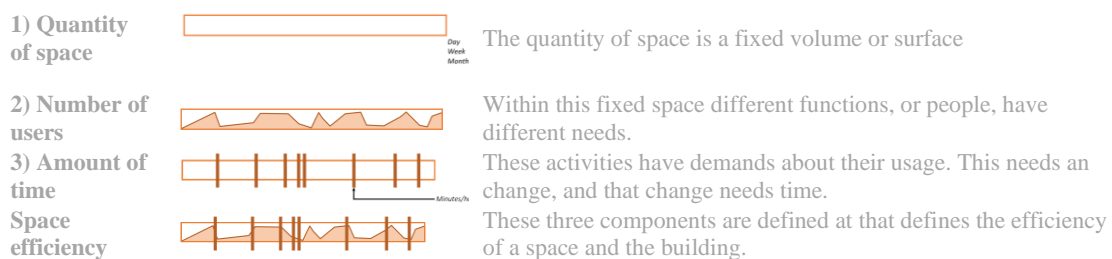 1) Quantity
of space
Day
Week
Month
The quantity of space is a fixed volume or surface
2) Number of
users
Within this fixed space different functions, or people, have
different needs.
3) Amount of
time
Minutes/h
These activities have demands about their usage. This needs an
change, and that change needs time.
Space
efficiency
These three components are defined at that defines the efficiency
of a space and the building.